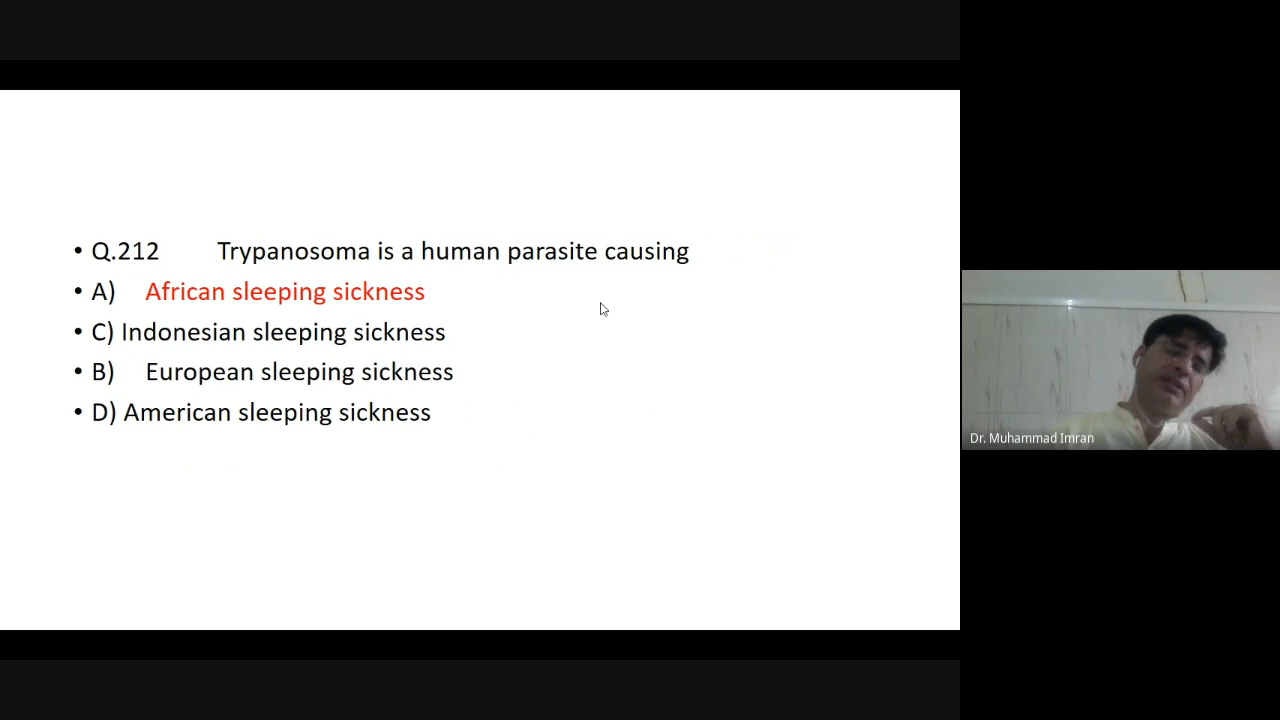 • Q.212 Trypanosoma is a human parasite causing
• A) African sleeping sickness
• C) Indonesian sleeping sickness
• B) European sleeping sickness
• D) American sleeping sickness
Dr. Muhammad Imran